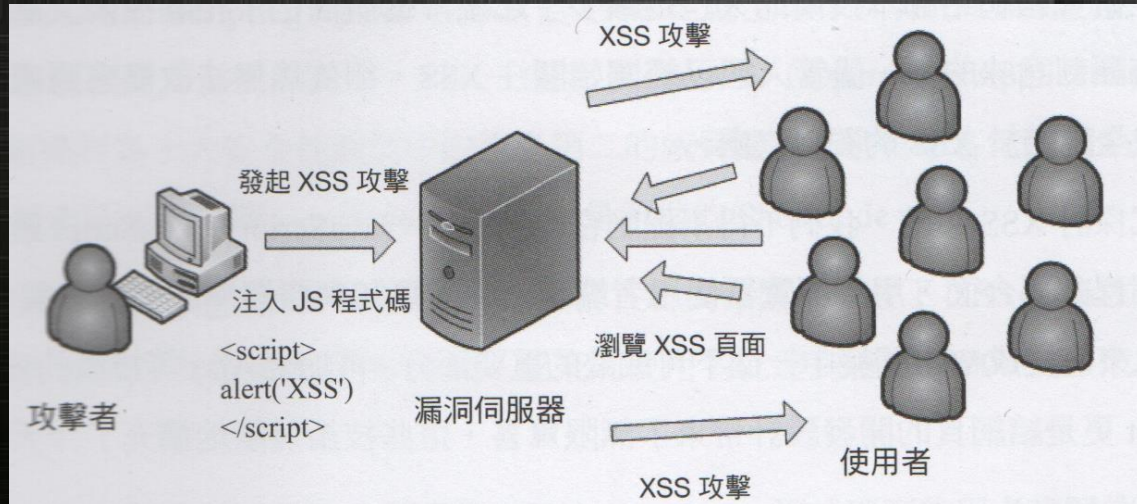 XSS 攻擊
發起 XSS 攻擊
注入 JS 程式碼
<script>
alert('XSS')
</script>
攻擊者
漏洞伺服器
瀏覽 XSS 頁面
使用者
XSS 攻擊